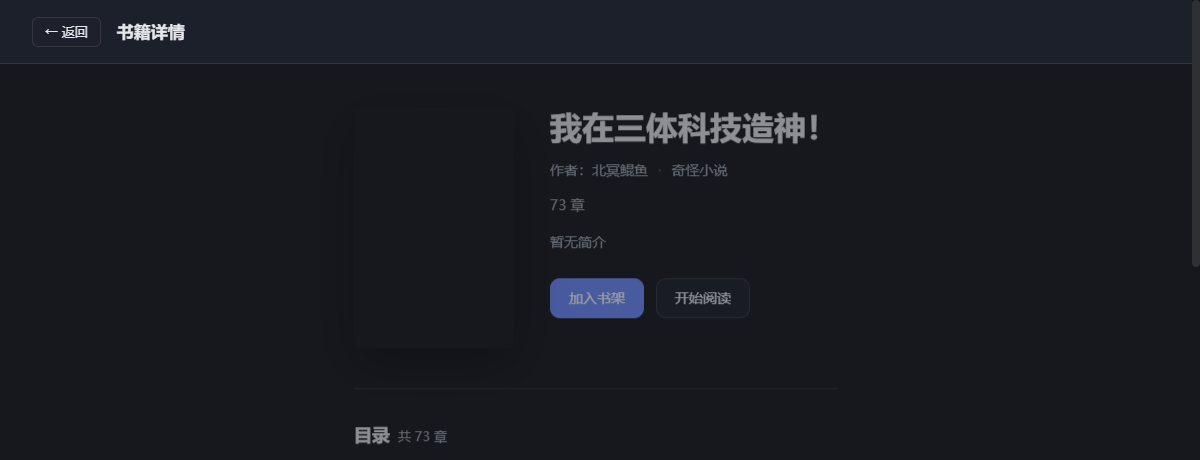 ← 返回 书籍详情
我在三体科技造神！
作者：北冥鲲鱼 · 奇怪小说
73 章
暂无简介
加入书架 开始阅读
目录 共 73 章